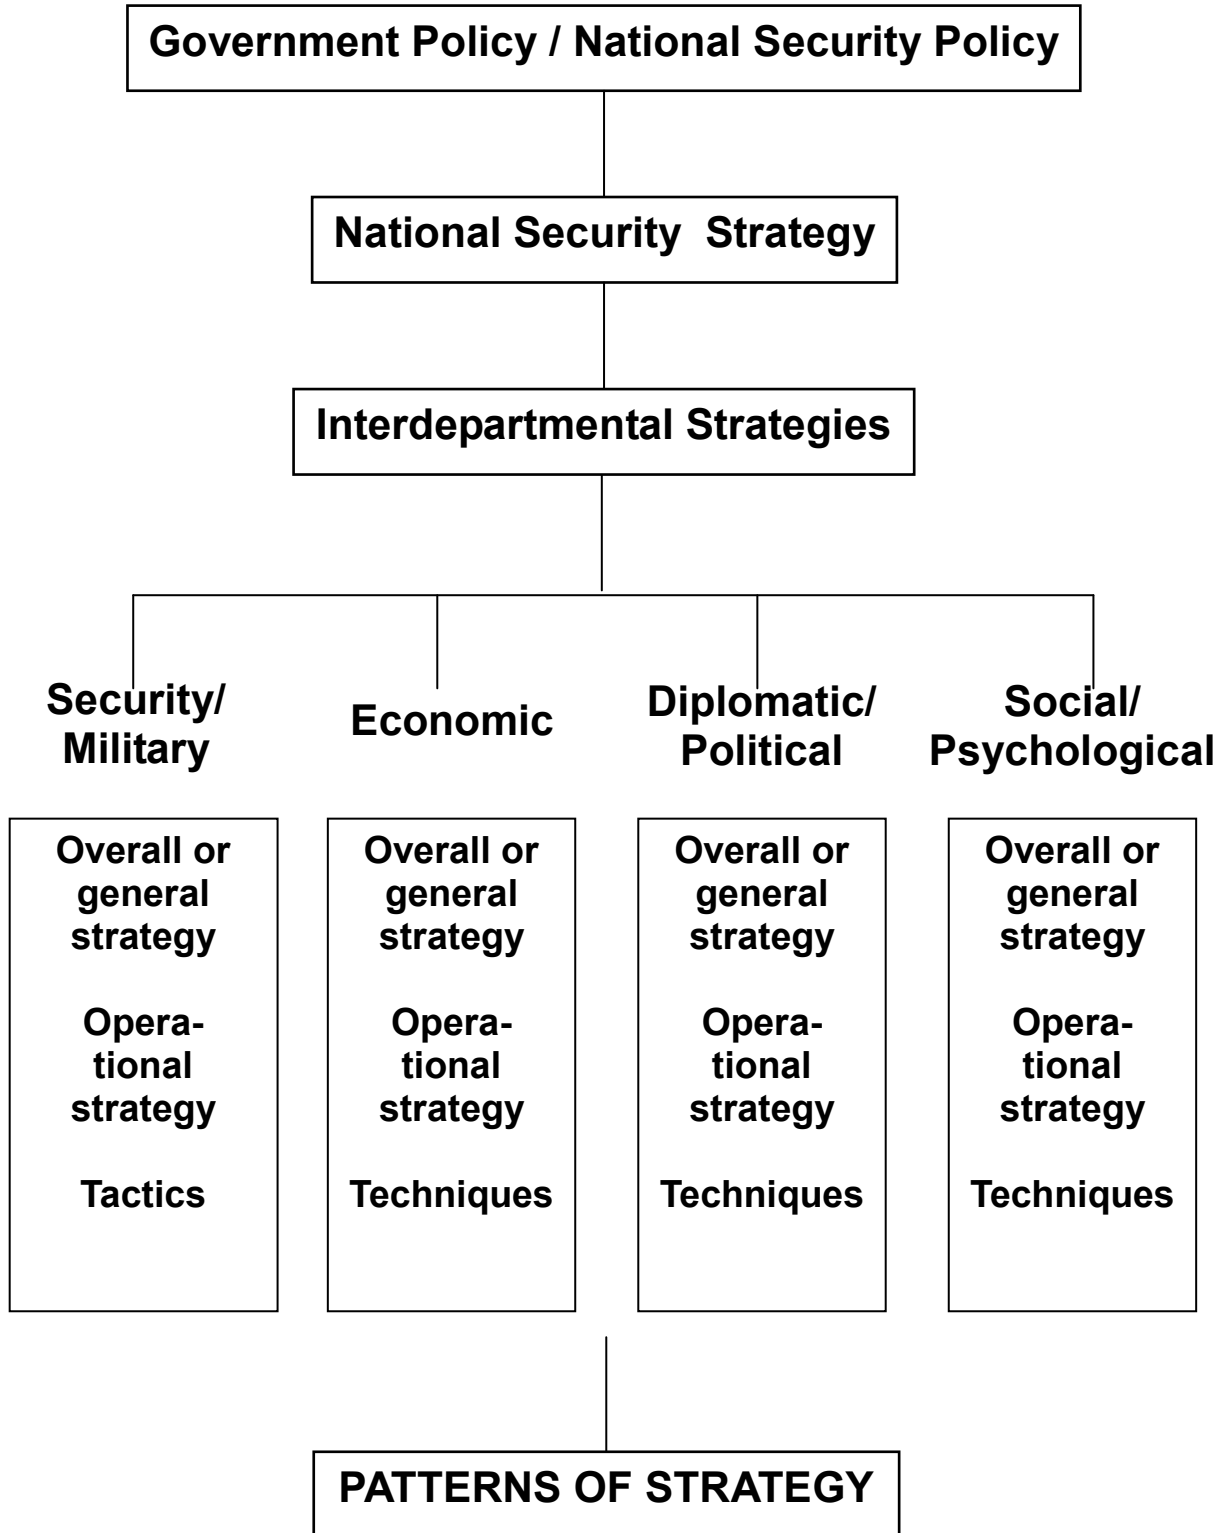 Government Policy / National Security Policy
National Security  Strategy
Interdepartmental Strategies
Security/
Military
Economic
Diplomatic/
Political
Social/
Psychological
Overall or
general
strategy
Opera-
tional
strategy
Tactics
Overall or
general
strategy
Opera-
tional
strategy
Techniques
Overall or
general
strategy
Opera-
tional
strategy
Techniques
Overall or
general
strategy
Opera-
tional
strategy
Techniques
PATTERNS OF STRATEGY